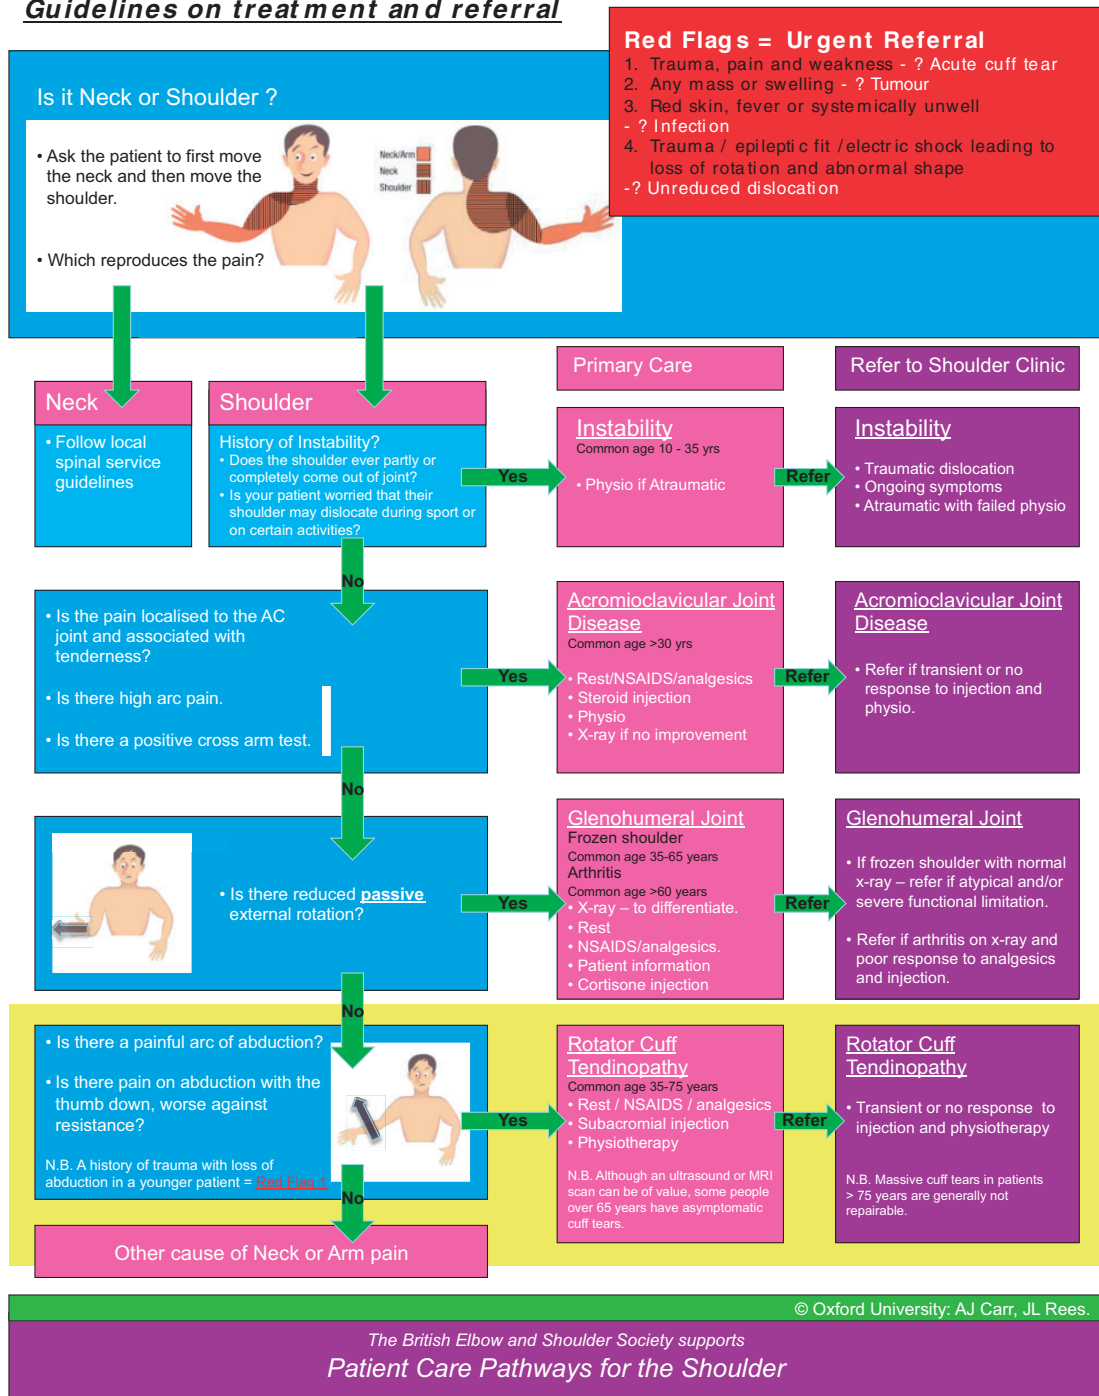 Guidelines on treatment and referral
Red Flags = Urgent Referral
1. Trauma, pain and weakness - ? Acute cuff tear
2. Any mass or swelling - ? Tumour
3. Red skin, fever or systemically unwell
- ? Infection
4. Trauma / epileptic fit /electric shock leading to
loss of rotation and abnormal shape
-? Unreduced dislocation
Is it Neck or Shoulder ?
• Ask the patient to first move
the neck and then move the
shoulder.
• Which reproduces the pain?
Neck/Arm
Neck
Shoulder
Primary Care
Refer to Shoulder Clinic
Neck
• Follow local
spinal service
guidelines
Shoulder
History of Instability?
• Does the shoulder ever partly or
completely come out of joint?
• Is your patient worried that their
shoulder may dislocate during sport or
on certain activities?
Yes
Instability
Common age 10 - 35 yrs
• Physio if Atraumatic
Refer
Instability
• Traumatic dislocation
• Ongoing symptoms
• Atraumatic with failed physio
No
• Is the pain localised to the AC
joint and associated with
tenderness?
• Is there high arc pain.
• Is there a positive cross arm test.
Yes
Acromioclavicular Joint
Disease
Common age >30 yrs
• Rest/NSAIDS/analgesics
• Steroid injection
• Physio
• X-ray if no improvement
Refer
Acromioclavicular Joint
Disease
• Refer if transient or no
response to injection and
physio.
No
• Is there reduced passive
external rotation?
Yes
Glenohumeral Joint
Frozen shoulder
Common age 35-65 years
Arthritis
Common age >60 years
• X-ray – to differentiate.
• Rest
• NSAIDS/analgesics.
• Patient information
• Cortisone injection
Refer
Glenohumeral Joint
• If frozen shoulder with normal
x-ray – refer if atypical and/or
severe functional limitation.
• Refer if arthritis on x-ray and
poor response to analgesics
and injection.
No
• Is there a painful arc of abduction?
• Is there pain on abduction with the
thumb down, worse against
resistance?
N.B. A history of trauma with loss of
abduction in a younger patient = Red Flag 1
Yes
Rotator Cuff
Tendinopathy
Common age 35-75 years
• Rest / NSAIDS / analgesics
• Subacromial injection
• Physiotherapy
N.B. Although an ultrasound or MRI
scan can be of value, some people
over 65 years have asymptomatic
cuff tears.
Refer
Rotator Cuff
Tendinopathy
• Transient or no response to
injection and physiotherapy
N.B. Massive cuff tears in patients
> 75 years are generally not
repairable.
No
Other cause of Neck or Arm pain
© Oxford University: AJ Carr, JL Rees.
The British Elbow and Shoulder Society supports
Patient Care Pathways for the Shoulder